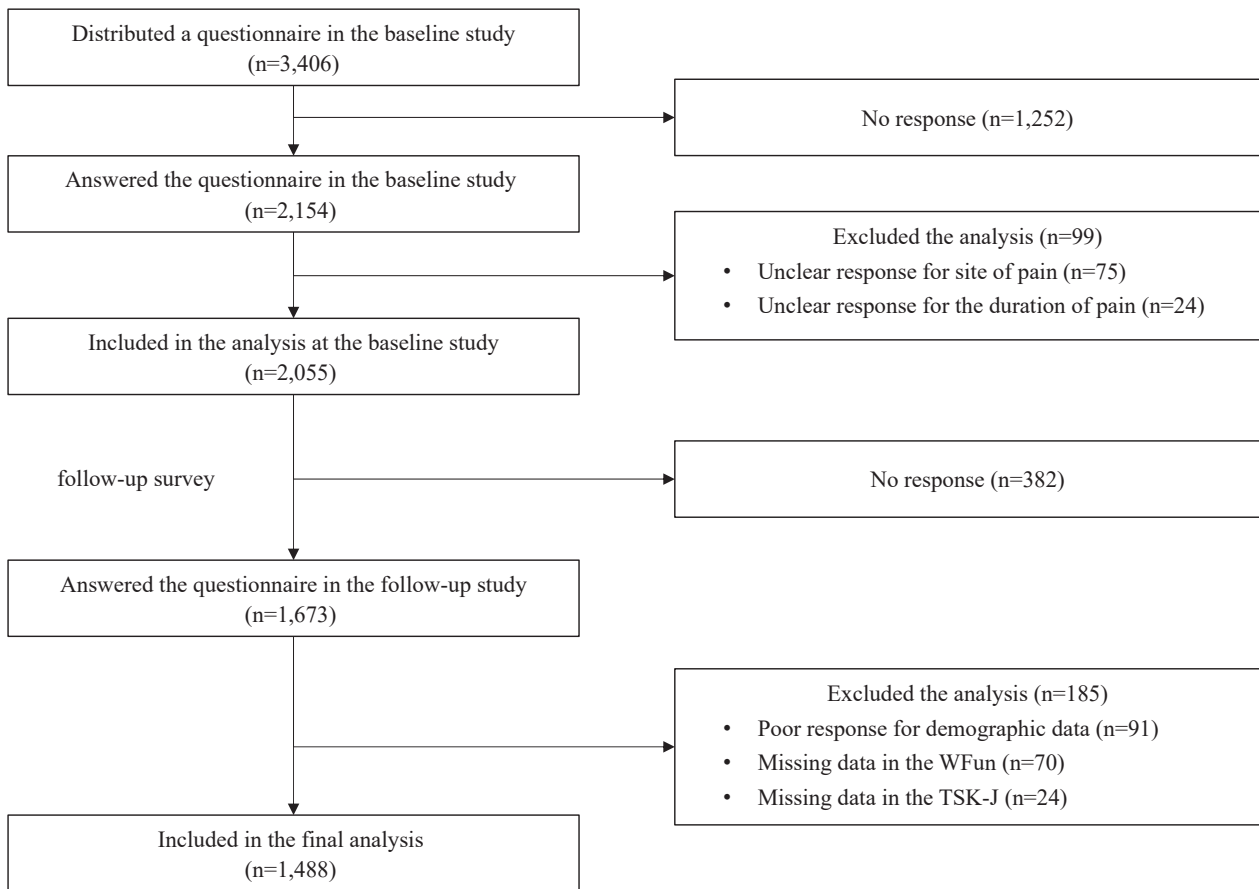 Distributed a questionnaire in the baseline study
(n=3,406)
No response (n=1,252)
Answered the questionnaire in the baseline study
(n=2,154)
Excluded the analysis (n=99)
• Unclear response for site of pain (n=75)
• Unclear response for the duration of pain (n=24)
Included in the analysis at the baseline study
(n=2,055)
follow-up survey
No response (n=382)
Answered the questionnaire in the follow-up study
(n=1,673)
Excluded the analysis (n=185)
• Poor response for demographic data (n=91)
• Missing data in the WFun (n=70)
• Missing data in the TSK-J (n=24)
Included in the final analysis
(n=1,488)